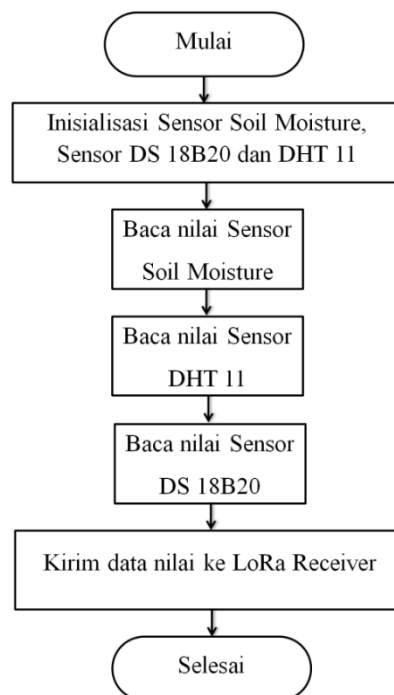 Mulai
Inisialisasi Sensor Soil Moisture,
Sensor DS 18B20 dan DHT 11
Baca nilai Sensor
Soil Moisture
Baca nilai Sensor
DHT 11
Baca nilai Sensor
DS 18B20
Kirim data nilai ke LoRa Receiver
Selesai